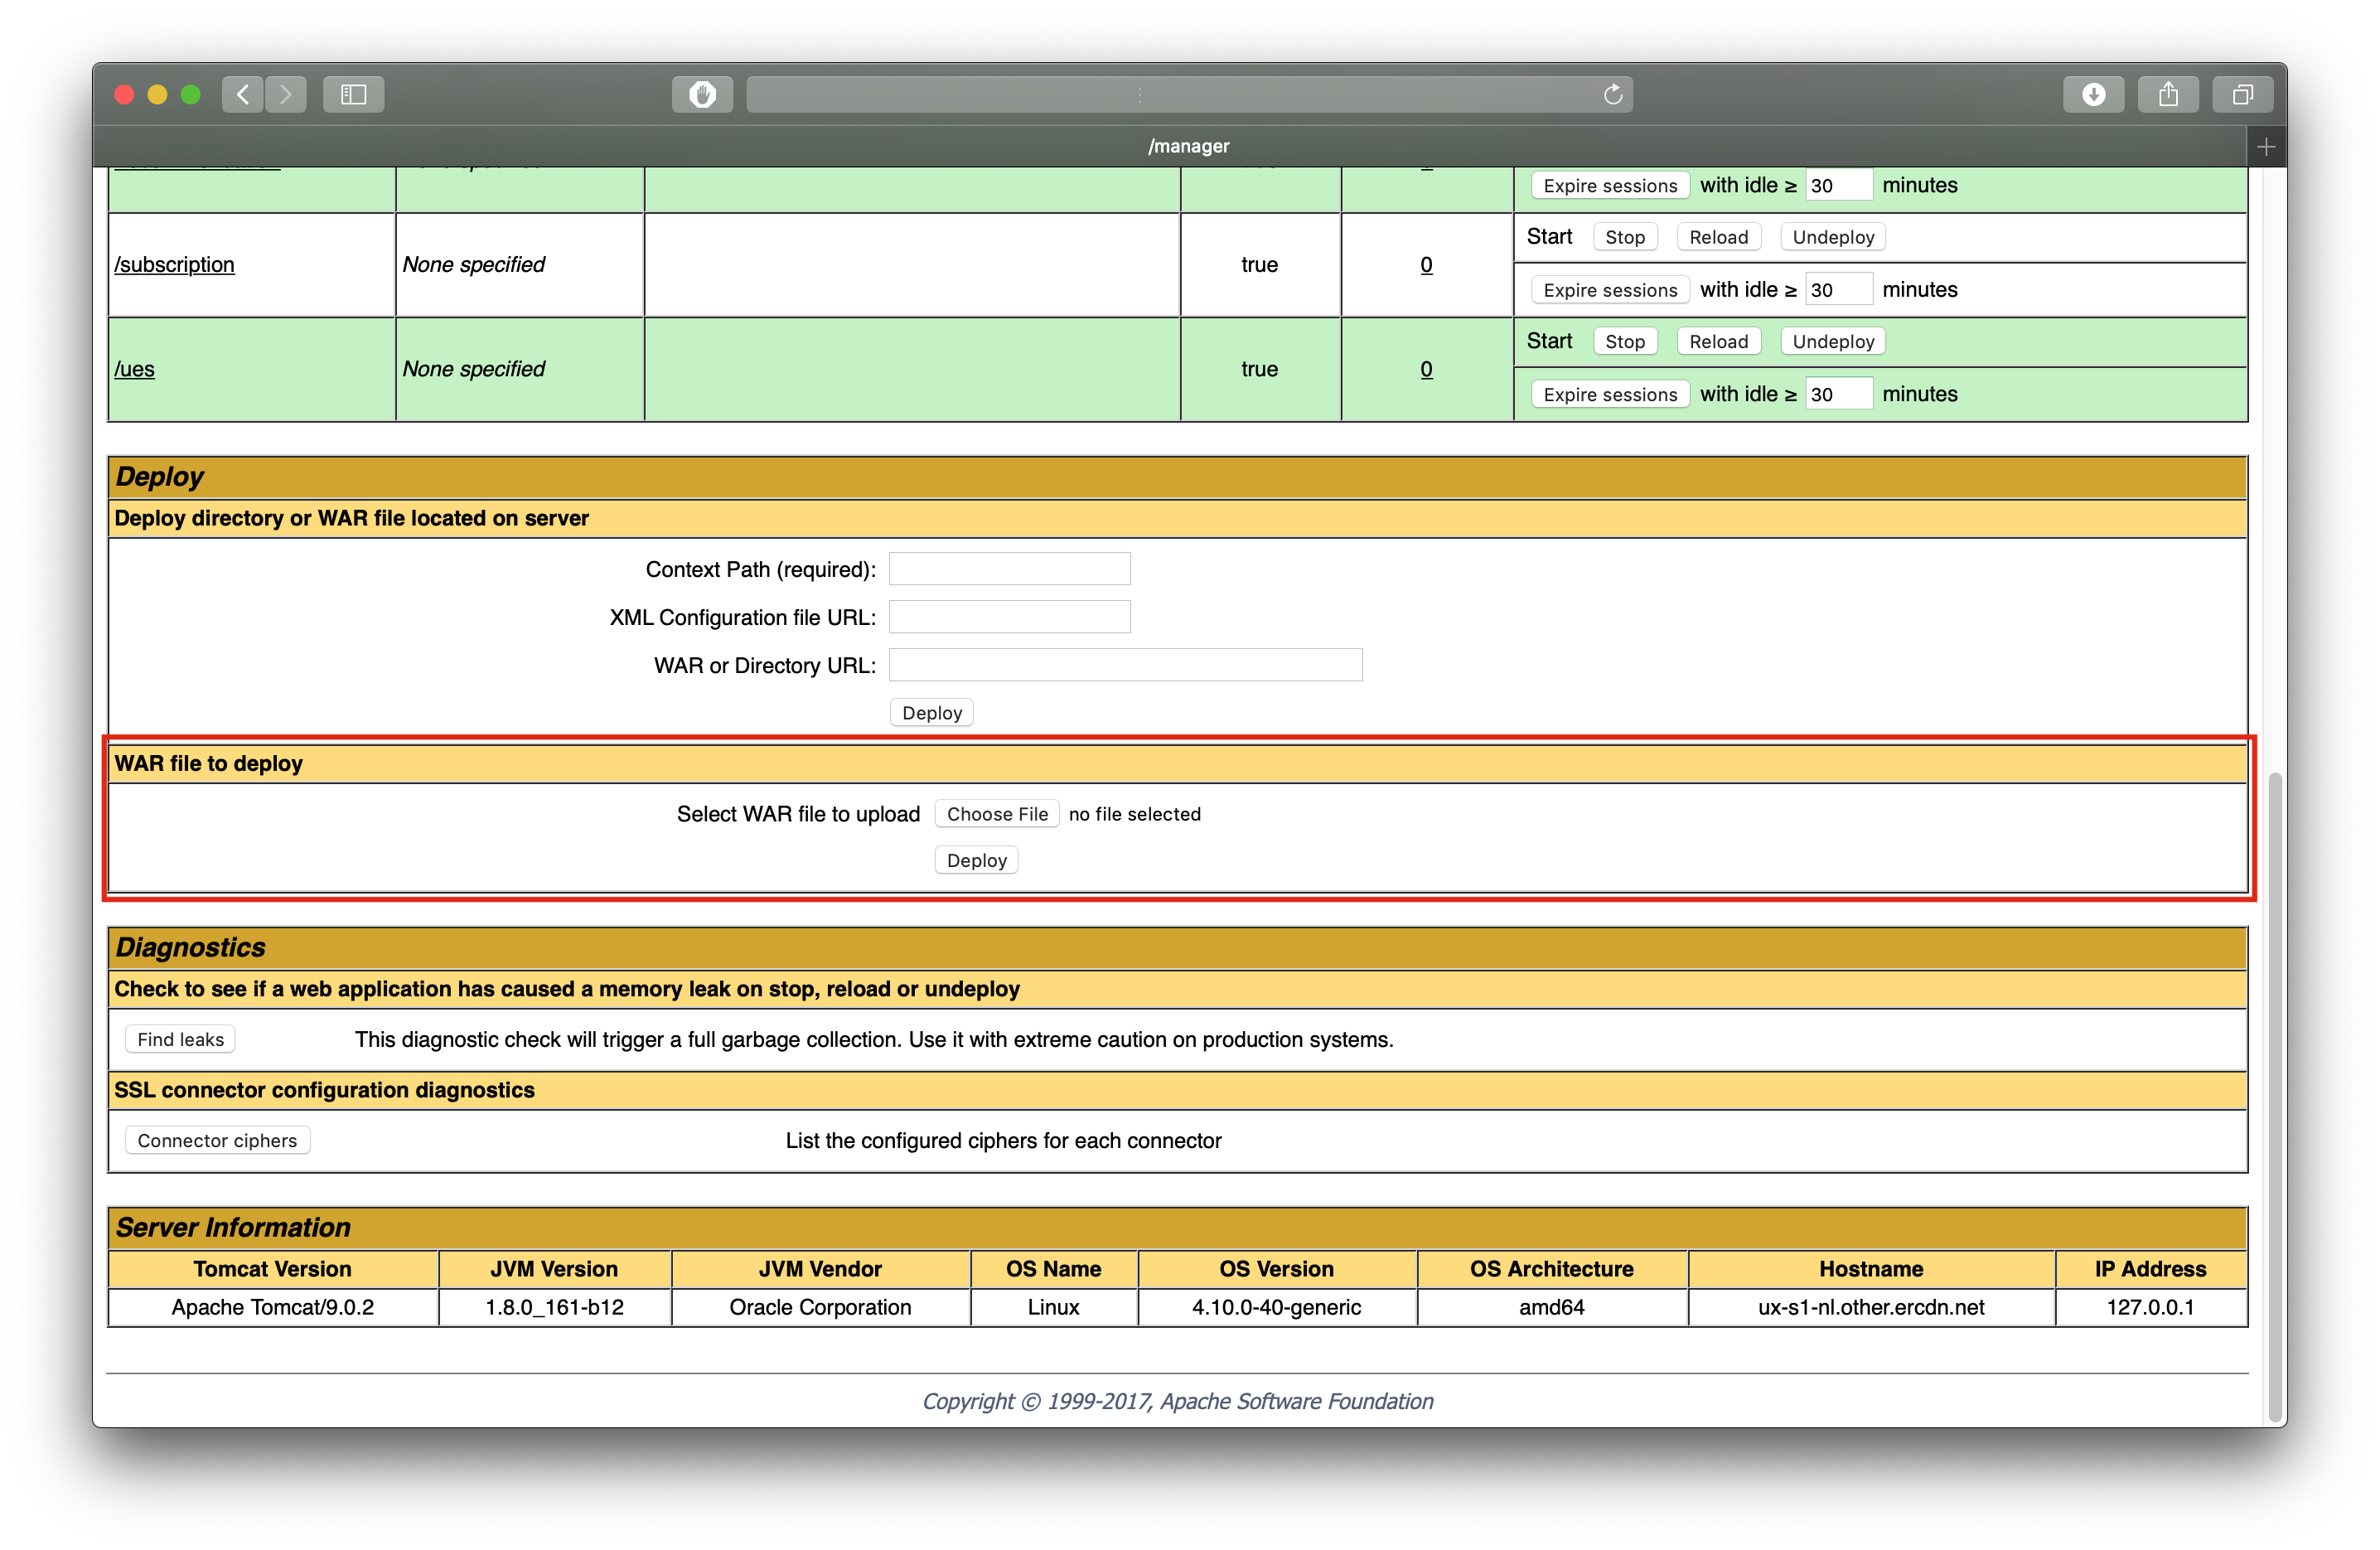 /manager
Expire sessions with idle ≥ 30 minutes
Start Stop Reload Undeploy
/subscription None specified true 0
Expire sessions with idle ≥ 30 minutes
Start Stop Reload Undeploy
/ues None specified true 0
Expire sessions with idle ≥ 30 minutes
Deploy
Deploy directory or WAR file located on server
Context Path (required):
XML Configuration file URL:
WAR or Directory URL:
Deploy
WAR file to deploy
Select WAR file to upload Choose File no file selected
Deploy
Diagnostics
Check to see if a web application has caused a memory leak on stop, reload or undeploy
Find leaks This diagnostic check will trigger a full garbage collection. Use it with extreme caution on production systems.
SSL connector configuration diagnostics
Connector ciphers List the configured ciphers for each connector
Server Information
Tomcat Version JVM Version JVM Vendor OS Name OS Version OS Architecture Hostname IP Address
Apache Tomcat/9.0.2 1.8.0_161-b12 Oracle Corporation Linux 4.10.0-40-generic amd64 ux-s1-nl.other.ercdn.net 127.0.0.1
Copyright © 1999-2017, Apache Software Foundation